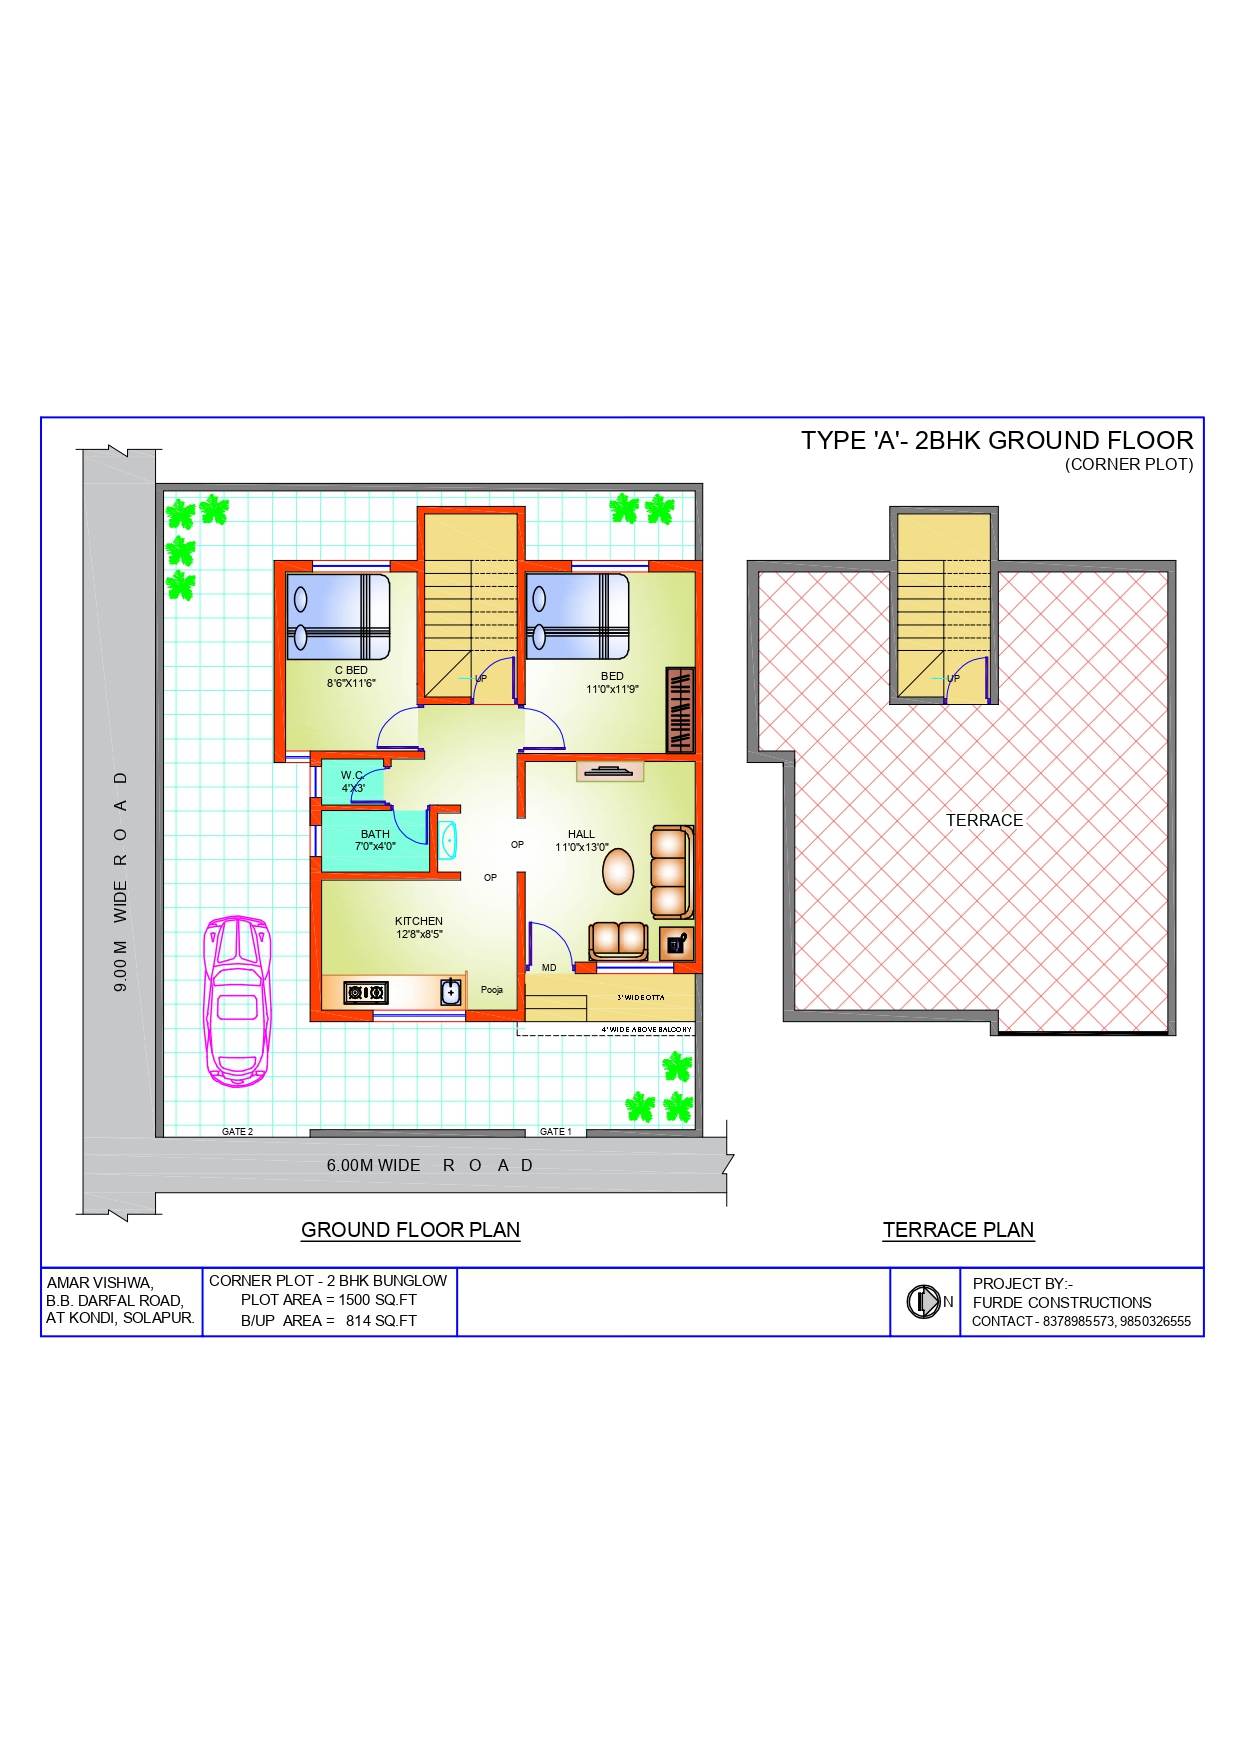 TYPE 'A'- 2BHK GROUND FLOOR
(CORNER PLOT)
9.00 M WIDE R O A D
C BED
8'6"X11'6"
UP
BED
11'0"x11'9"
W.C.
4'X3'
BATH
7'0"x4'0"
OP
HALL
11'0"x13'0"
OP
KITCHEN
12'8"x8'5"
MD
Pooja
3' WIDE OTTA
4' WIDE ABOVE BALCONY
GATE 2
GATE 1
6.00M WIDE R O A D
GROUND FLOOR PLAN
UP
TERRACE
TERRACE PLAN
AMAR VISHWA,
B.B. DARFAL ROAD,
AT KONDI, SOLAPUR.
CORNER PLOT - 2 BHK BUNGLOW
PLOT AREA = 1500 SQ.FT
B/UP AREA = 814 SQ.FT
N
PROJECT BY:-
FURDE CONSTRUCTIONS
CONTACT - 8378985573, 9850326555